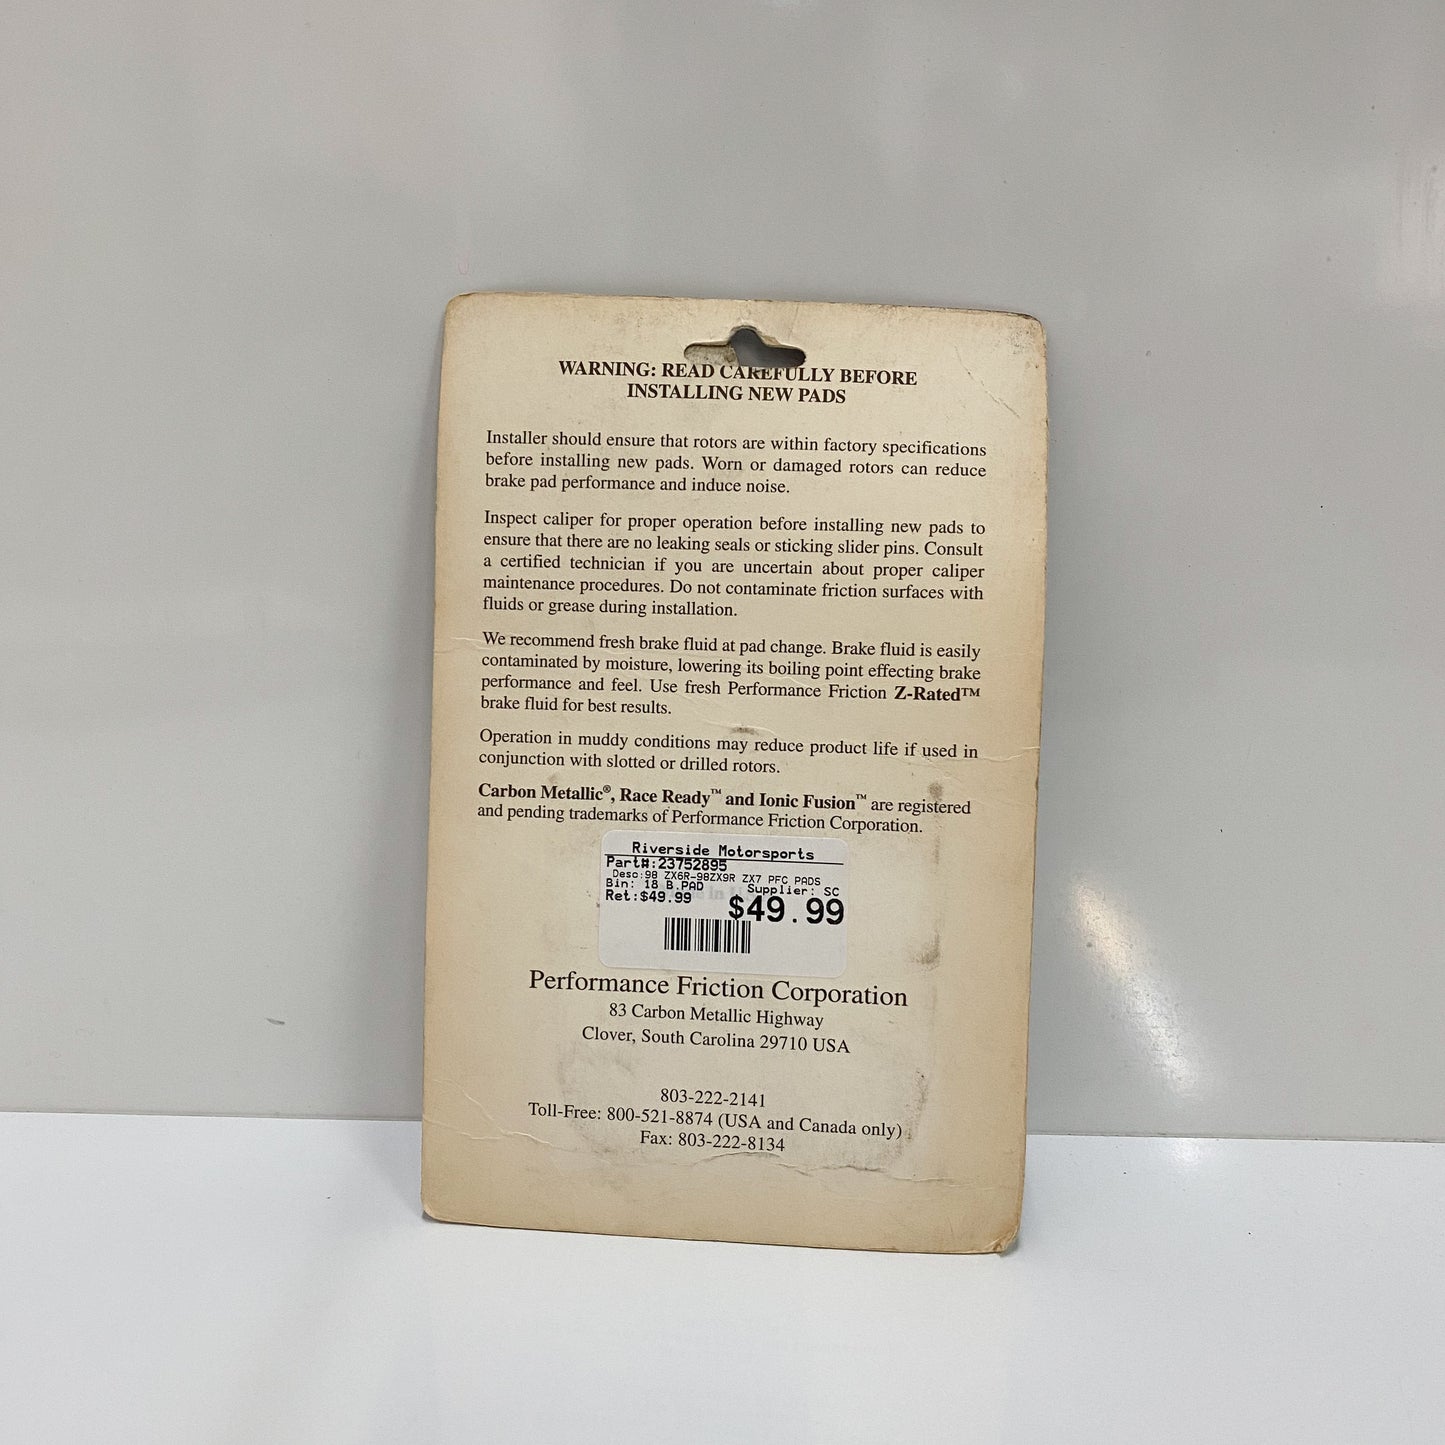 WARNING: READ CAREFULLY BEFORE
INSTALLING NEW PADS
Installer should ensure that rotors are within factory specifications
before installing new pads. Worn or damaged rotors can reduce
brake pad performance and induce noise.
Inspect caliper for proper operation before installing new pads to
ensure that there are no leaking seals or sticking slider pins. Consult
a certified technician if you are uncertain about proper caliper
maintenance procedures. Do not contaminate friction surfaces with
fluids or grease during installation.
We recommend fresh brake fluid at pad change. Brake fluid is easily
contaminated by moisture, lowering its boiling point effecting brake
performance and feel. Use fresh Performance Friction Z-Rated™
brake fluid for best results.
Operation in muddy conditions may reduce product life if used in
conjunction with slotted or drilled rotors.
Carbon Metallic®, Race Ready™ and Ionic Fusion™ are registered
and pending trademarks of Performance Friction Corporation.
Riverside Motorsports
Part#:23752895
Desc:98 ZX6R-98ZX9R ZX7 PFC PADS
Bin: 18 B.PAD Supplier: SC
Ret:$49.99 $49.99
Performance Friction Corporation
83 Carbon Metallic Highway
Clover, South Carolina 29710 USA
803-222-2141
Toll-Free: 800-521-8874 (USA and Canada only)
Fax: 803-222-8134